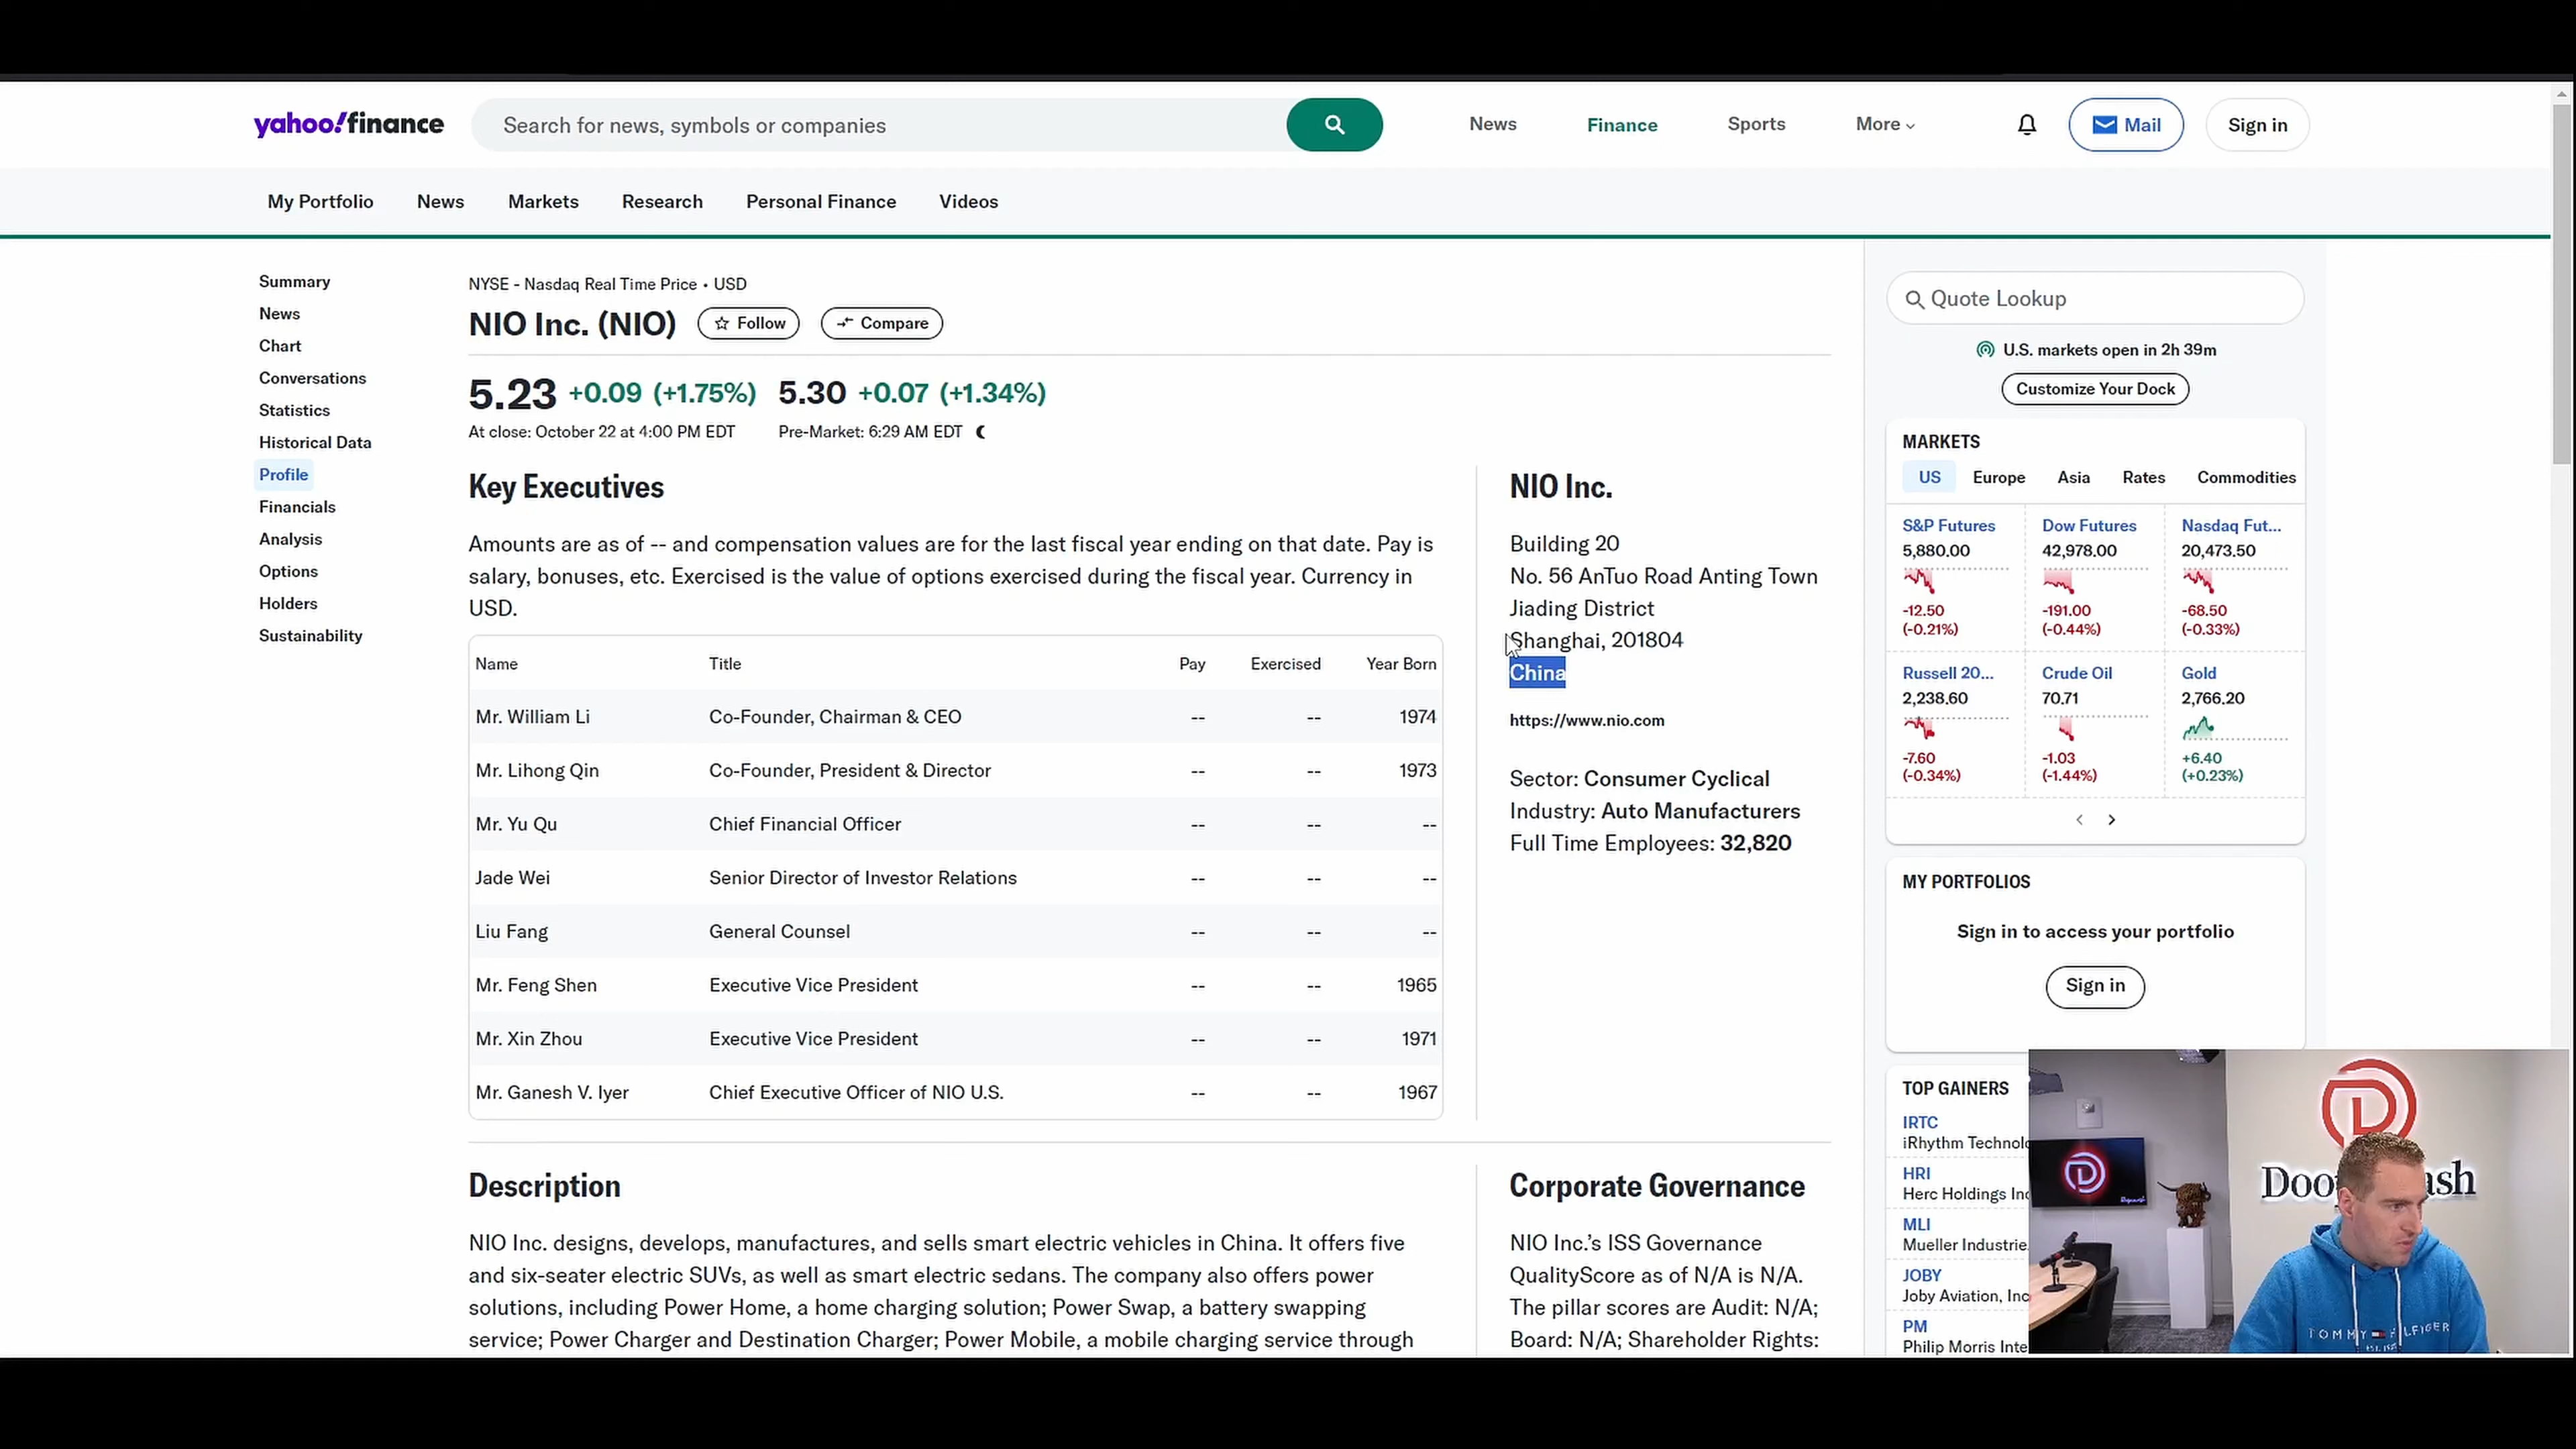 yahoo!finance
Search for news, symbols or companies
News
Finance
Sports
More
Mail
Sign in
My Portfolio
News
Markets
Research
Personal Finance
Videos
Summary
News
Chart
Conversations
Statistics
Historical Data
Profile
Financials
Analysis
Options
Holders
Sustainability
NYSE - Nasdaq Real Time Price • USD
NIO Inc. (NIO)
Follow
Compare
5.23 +0.09 (+1.75%)
At close: October 22 at 4:00 PM EDT
5.30 +0.07 (+1.34%)
Pre-Market: 6:29 AM EDT
Key Executives
Amounts are as of -- and compensation values are for the last fiscal year ending on that date. Pay is
salary, bonuses, etc. Exercised is the value of options exercised during the fiscal year. Currency in
USD.
Name Title Pay Exercised Year Born
Mr. William Li Co-Founder, Chairman & CEO -- -- 1974
Mr. Lihong Qin Co-Founder, President & Director -- -- 1973
Mr. Yu Qu Chief Financial Officer -- -- --
Jade Wei Senior Director of Investor Relations -- -- --
Liu Fang General Counsel -- -- --
Mr. Feng Shen Executive Vice President -- -- 1965
Mr. Xin Zhou Executive Vice President -- -- 1971
Mr. Ganesh V. Iyer Chief Executive Officer of NIO U.S. -- -- 1967
NIO Inc.
Building 20
No. 56 AnTuo Road Anting Town
Jiading District
Shanghai, 201804
China
https://www.nio.com
Sector: Consumer Cyclical
Industry: Auto Manufacturers
Full Time Employees: 32,820
Description
NIO Inc. designs, develops, manufactures, and sells smart electric vehicles in China. It offers five
and six-seater electric SUVs, as well as smart electric sedans. The company also offers power
solutions, including Power Home, a home charging solution; Power Swap, a battery swapping
service; Power Charger and Destination Charger; Power Mobile, a mobile charging service through
Corporate Governance
NIO Inc.’s ISS Governance
QualityScore as of N/A is N/A.
The pillar scores are Audit: N/A;
Board: N/A; Shareholder Rights:
Quote Lookup
U.S. markets open in 2h 39m
Customize Your Dock
MARKETS
US Europe Asia Rates Commodities
S&P Futures
5,880.00
-12.50
(-0.21%)
Dow Futures
42,978.00
-191.00
(-0.44%)
Nasdaq Fut...
20,473.50
-68.50
(-0.33%)
Russell 20...
2,238.60
-7.60
(-0.34%)
Crude Oil
70.71
-1.03
(-1.44%)
Gold
2,766.20
+6.40
(+0.23%)
MY PORTFOLIOS
Sign in to access your portfolio
Sign in
TOP GAINERS
IRTC
iRhythm Technolo
HRI
Herc Holdings Inc
MLI
Mueller Industrie
JOBY
Joby Aviation, Inc
PM
Philip Morris Inte
TOMMY HILFIGER